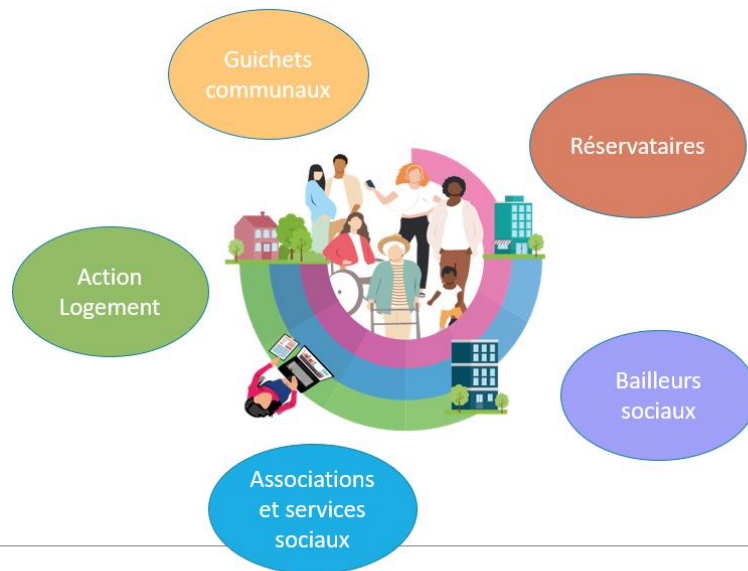 Guichets
communaux
Réservataires
Action
Logement
Bailleurs
sociaux
Associations
et services
sociaux